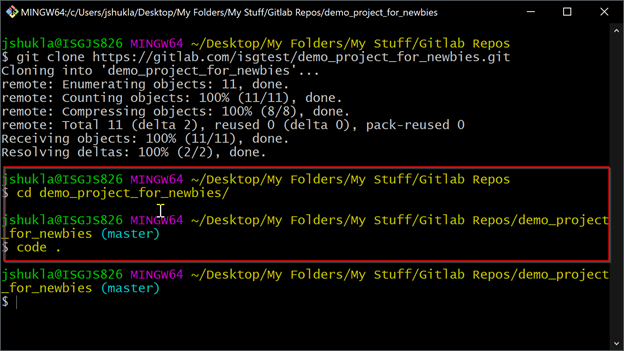 MINGW64:/c/Users/jshukla/Desktop/My Folders/My Stuff/Gitlab Repos/demo_project_for_newbies
jshukla@ISGJS826 MINGW64 ~/Desktop/My Folders/My Stuff/Gitlab Repos
$ git clone https://gitlab.com/isgtest/demo_project_for_newbies.git
Cloning into 'demo_project_for_newbies'...
remote: Enumerating objects: 11, done.
remote: Counting objects: 100% (11/11), done.
remote: Compressing objects: 100% (8/8), done.
remote: Total 11 (delta 2), reused 0 (delta 0), pack-reused 0
Receiving objects: 100% (11/11), done.
Resolving deltas: 100% (2/2), done.
jshukla@ISGJS826 MINGW64 ~/Desktop/My Folders/My Stuff/Gitlab Repos
$ cd demo_project_for_newbies/
jshukla@ISGJS826 MINGW64 ~/Desktop/My Folders/My Stuff/Gitlab Repos/demo_project
_for_newbies (master)
$ code .
jshukla@ISGJS826 MINGW64 ~/Desktop/My Folders/My Stuff/Gitlab Repos/demo_project
_for_newbies (master)
$